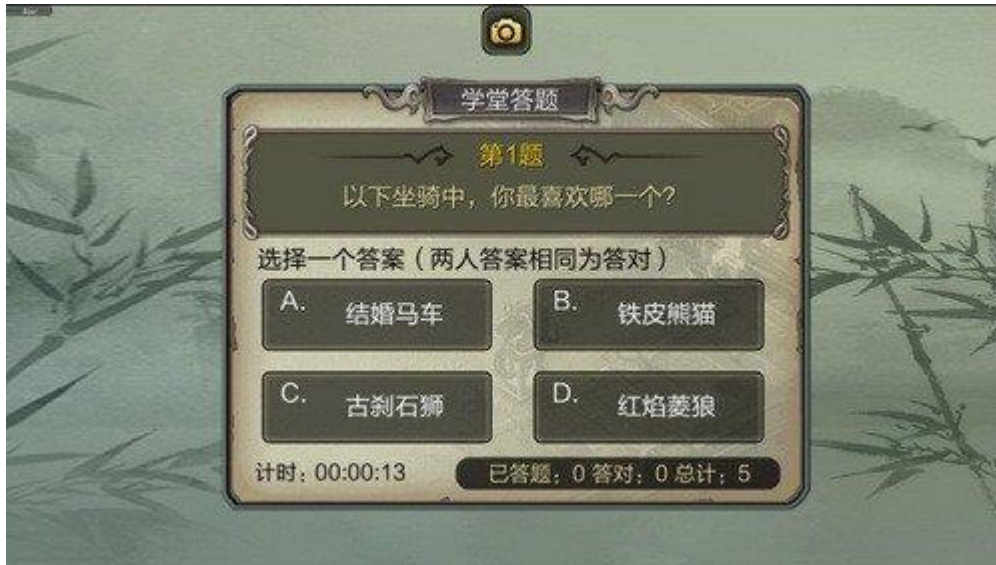 学堂答题
第1题
以下坐骑中，你最喜欢哪一个？
选择一个答案（两人答案相同为答对）
A. 结婚马车
B. 铁皮熊猫
C. 古刹石狮
D. 红焰菱狼
计时：00:00:13
已答题：0 答对：0 总计：5